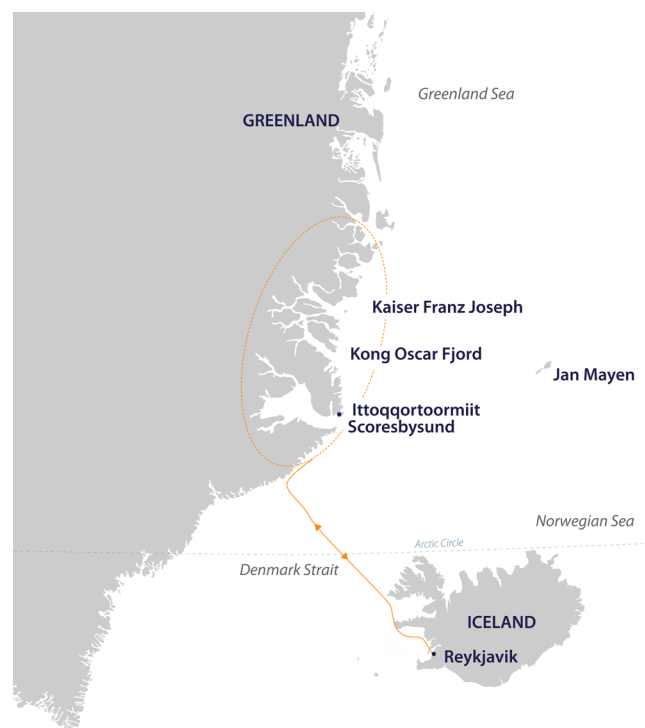 Greenland Sea
GREENLAND
Kaiser Franz Joseph
Kong Oscar Fjord
Jan Mayen
Ittoqqortoormiit
Scoresbysund
Norwegian Sea
Arctic Circle
Denmark Strait
ICELAND
Reykjavik